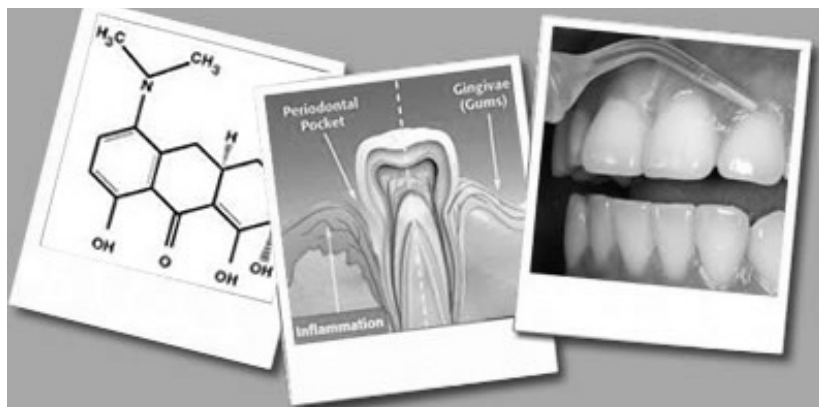 H₃C
CH₃
N
H
OH
O
OH
OH
Periodontal
Pocket
Gingivae
(Gums)
Inflammation